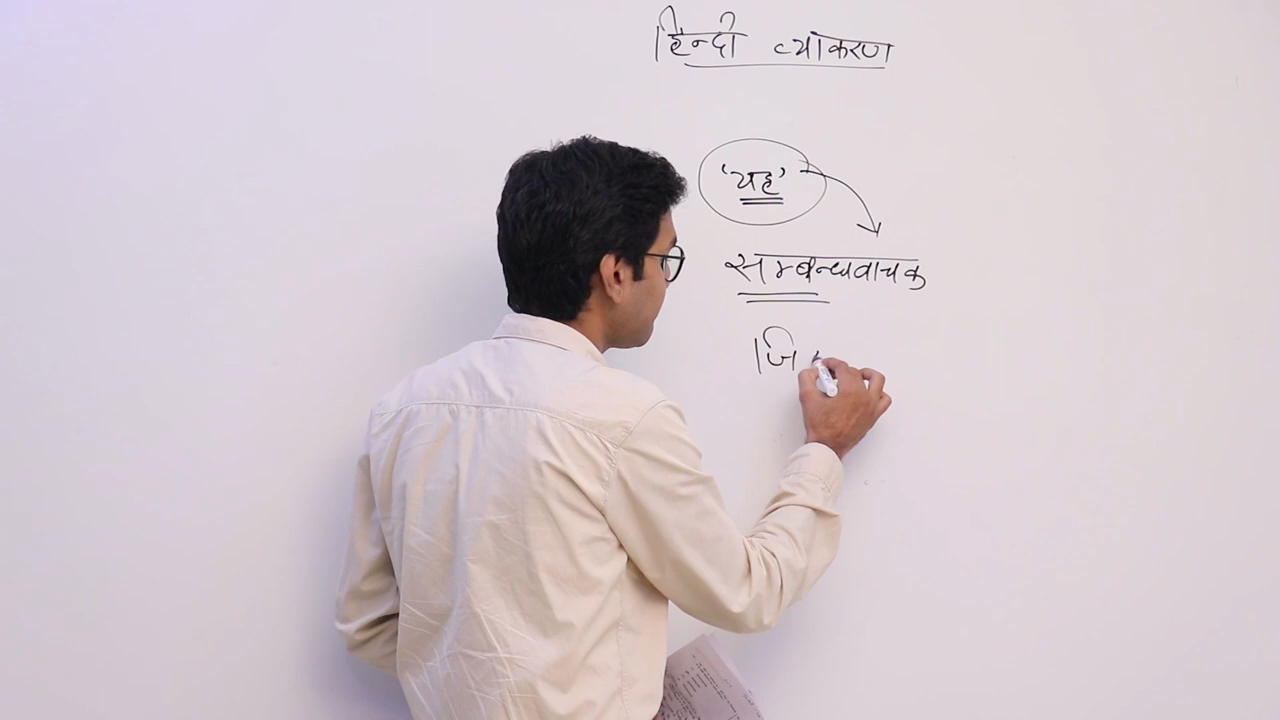 हिन्दी व्याकरण
'यह'
सम्बन्धवाचक
जि